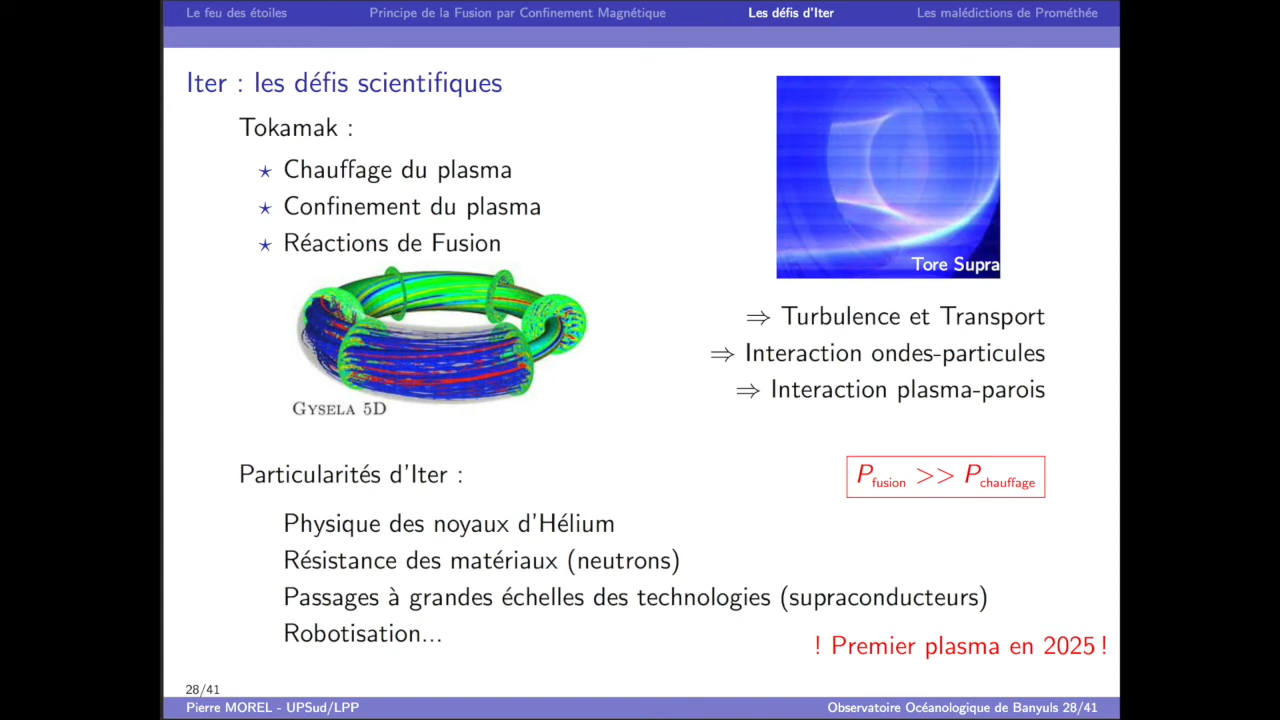 Le feu des étoiles Principe de la Fusion par Confinement Magnétique Les défis d'Iter Les malédictions de Prométhée
Iter : les défis scientifiques
Tokamak :
⋆ Chauffage du plasma
⋆ Confinement du plasma
⋆ Réactions de Fusion
Gysela 5D
Tore Supra
⇒ Turbulence et Transport
⇒ Interaction ondes-particules
⇒ Interaction plasma-parois
Particularités d'Iter :
P fusion >> P chauffage
Physique des noyaux d'Hélium
Résistance des matériaux (neutrons)
Passages à grandes échelles des technologies (supraconducteurs)
Robotisation...
! Premier plasma en 2025 !
28/41
Pierre MOREL - UPSud/LPP Observatoire Océanologique de Banyuls 28/41